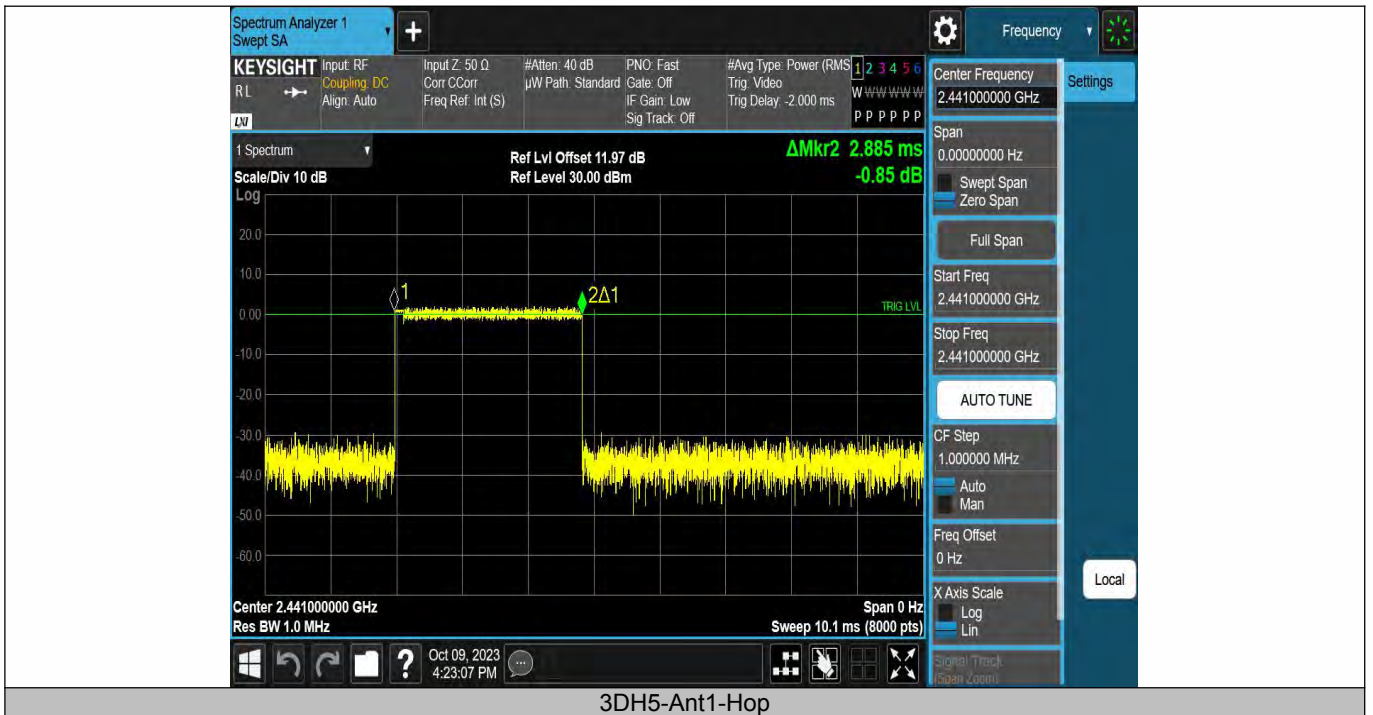 Spectrum Analyzer 1
Swept SA
+
Frequency
KEYSIGHT
RL
LXI
Input: RF
Coupling: DC
Align: Auto
Input Z: 50 Ω
Corr CCorr
Freq Ref: Int (S)
#Atten: 40 dB
µW Path: Standard
PNO: Fast
Gate: Off
IF Gain: Low
Sig Track: Off
#Avg Type: Power (RMS
Trig: Video
Trig Delay: -2.000 ms
1 2 3 4 5 6
W W W W W W
P P P P P P
Center Frequency
2.441000000 GHz
Settings
Span
0.00000000 Hz
Swept Span
Zero Span
Full Span
Start Freq
2.441000000 GHz
Stop Freq
2.441000000 GHz
AUTO TUNE
CF Step
1.000000 MHz
Auto
Man
Freq Offset
0 Hz
X Axis Scale
Log
Lin
Signal Track
(Span Zoom)
Local
1 Spectrum
Scale/Div 10 dB
Ref Lvl Offset 11.97 dB
Ref Level 30.00 dBm
ΔMkr2 2.885 ms
-0.85 dB
Log
20.0
10.0
0.00
-10.0
-20.0
-30.0
-40.0
-50.0
-60.0
1
2Δ1
TRIG LVL
Center 2.441000000 GHz
Res BW 1.0 MHz
Span 0 Hz
Sweep 10.1 ms (8000 pts)
?
Oct 09, 2023
4:23:07 PM
3DH5-Ant1-Hop